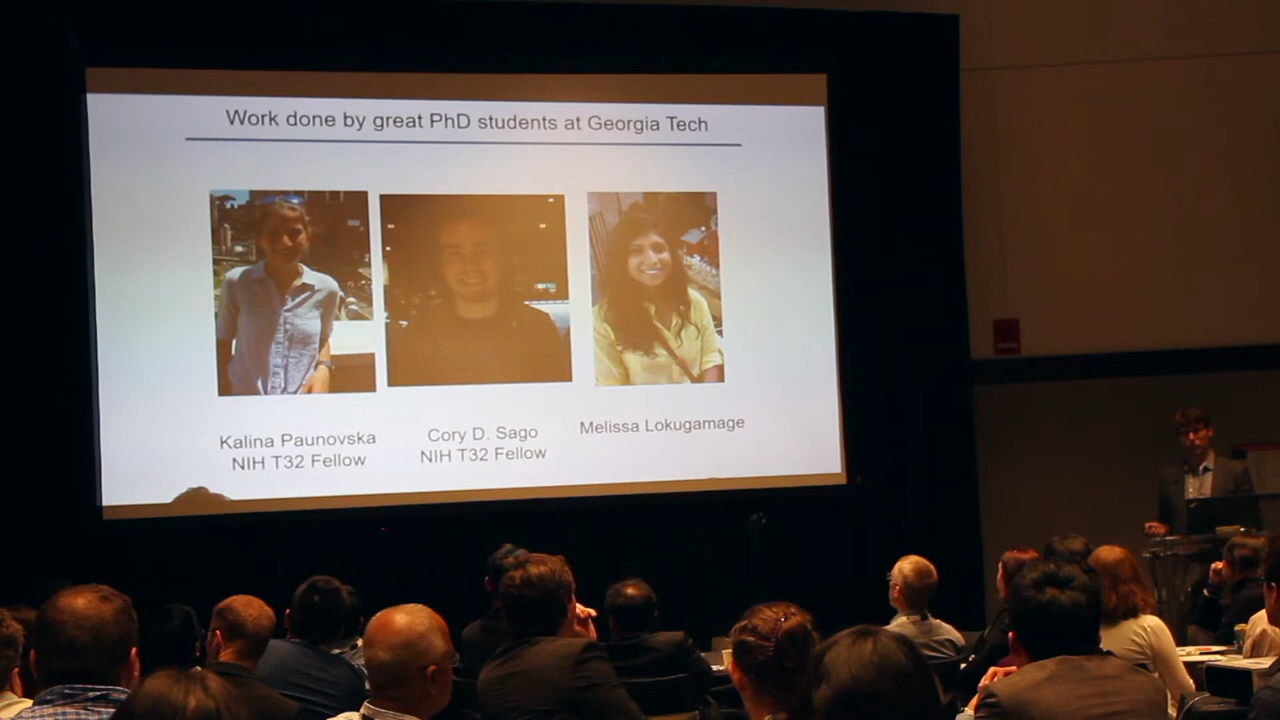 Work done by great PhD students at Georgia Tech
Kalina Paunovska
NIH T32 Fellow
Cory D. Sago
NIH T32 Fellow
Melissa Lokugamage